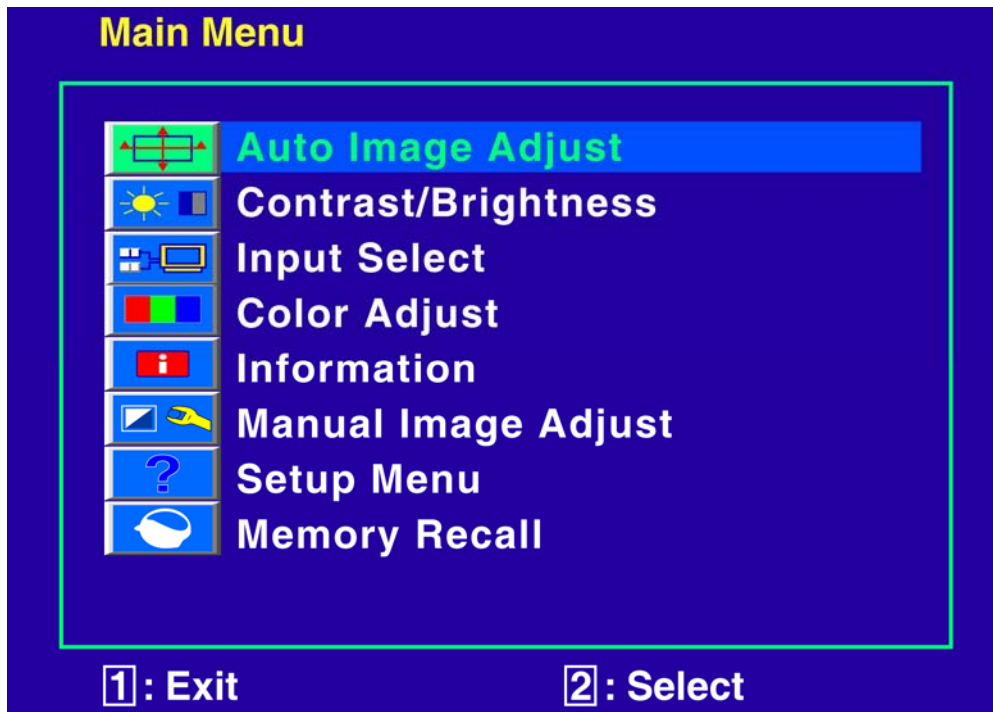 Main Menu
Auto Image Adjust
Contrast/Brightness
Input Select
Color Adjust
i Information
Manual Image Adjust
? Setup Menu
Memory Recall
1: Exit 2: Select